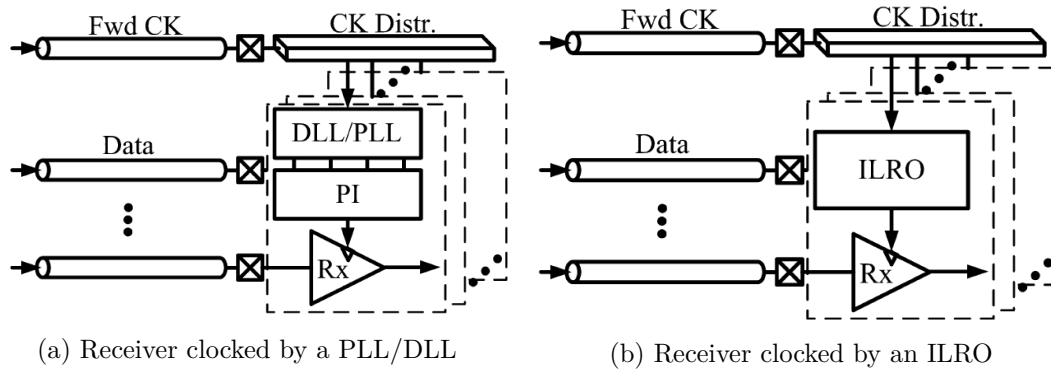 Fwd CK
CK Distr.
DLL/PLL
Data
PI
Rx
(a) Receiver clocked by a PLL/DLL
Fwd CK
CK Distr.
Data
ILRO
Rx
(b) Receiver clocked by an ILRO